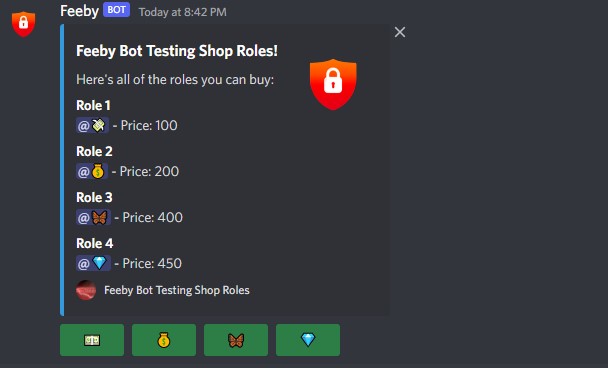 Feeby BOT Today at 8:42 PM
Feeby Bot Testing Shop Roles!
Here's all of the roles you can buy:
Role 1
@💸 - Price: 100
Role 2
@💰 - Price: 200
Role 3
@🦋 - Price: 400
Role 4
@💎 - Price: 450
Feeby Bot Testing Shop Roles